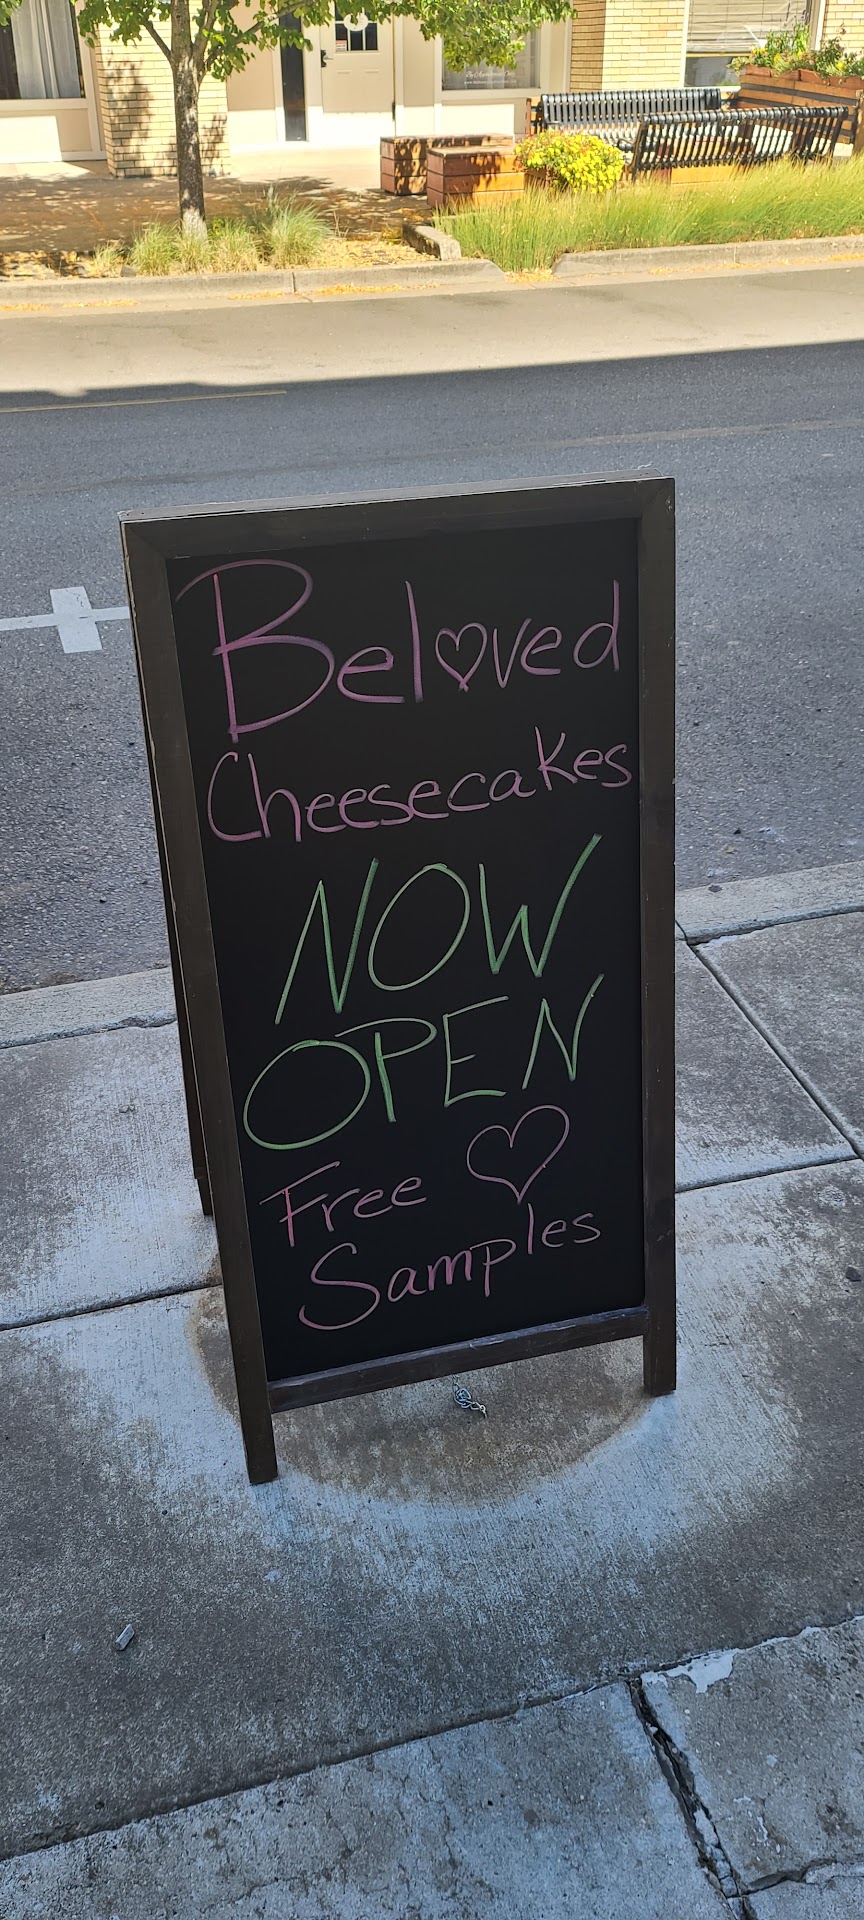 Beloved
Cheesecakes
NOW
OPEN
Free
Samples